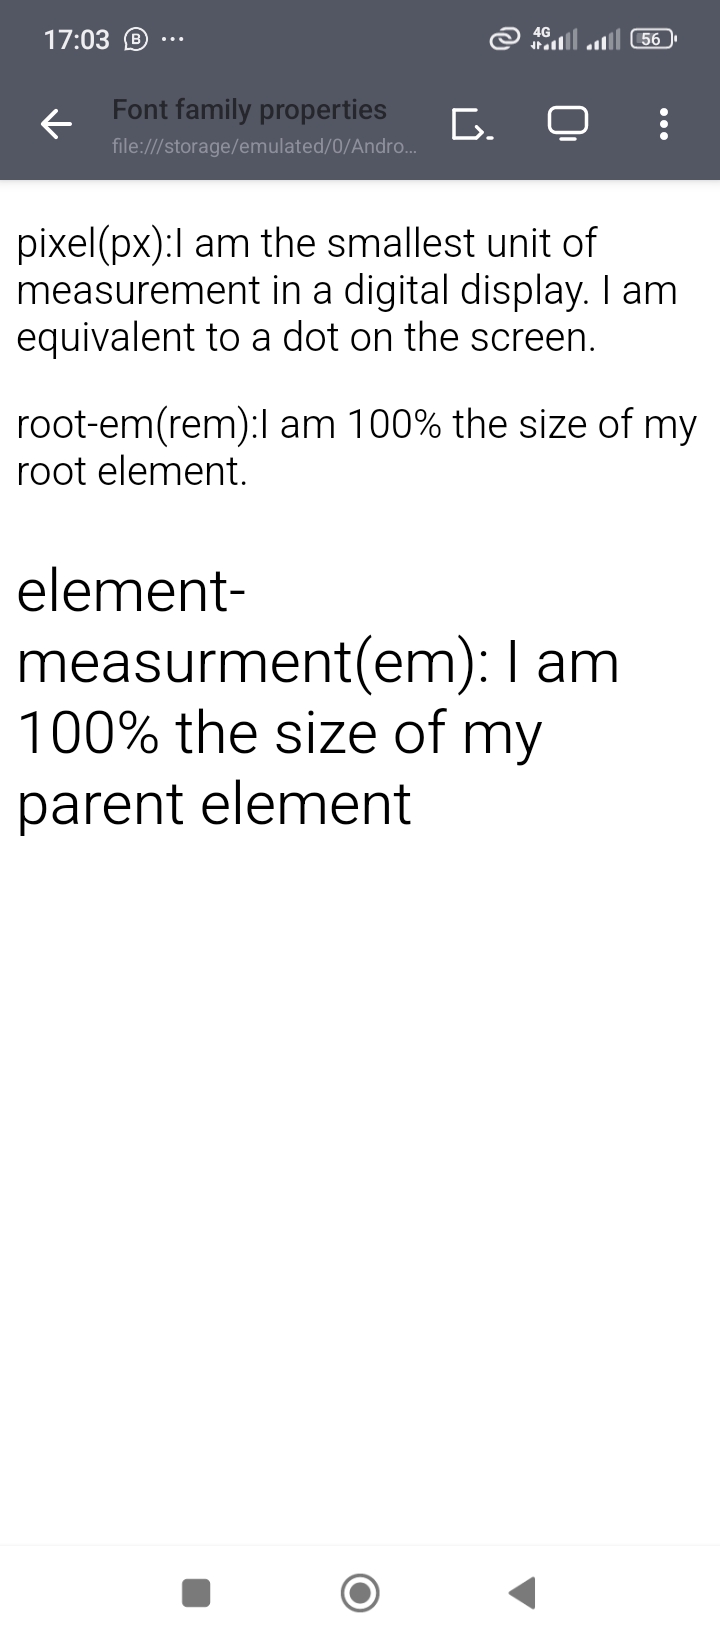 17:03 B ...
4G 56
Font family properties
file:///storage/emulated/0/Andro...
pixel(px):I am the smallest unit of
measurement in a digital display. I am
equivalent to a dot on the screen.
root-em(rem):I am 100% the size of my
root element.
element-
measurment(em): I am
100% the size of my
parent element